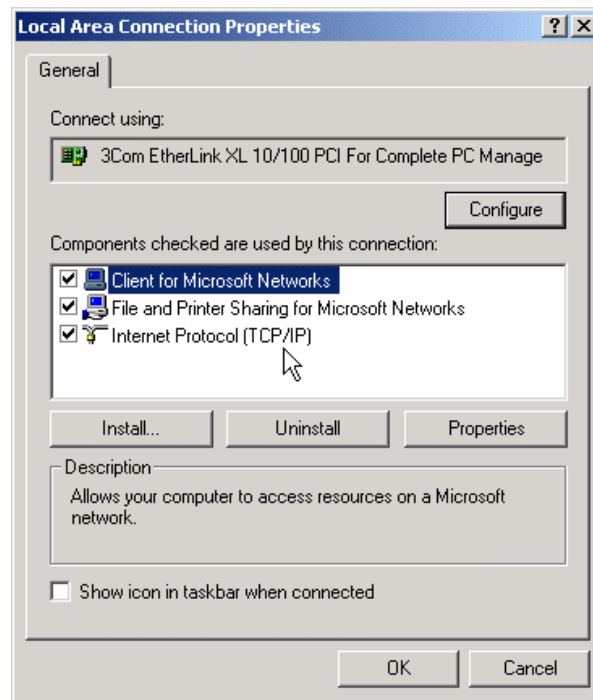 Local Area Connection Properties
General
Connect using:
3Com EtherLink XL 10/100 PCI For Complete PC Manage
Configure
Components checked are used by this connection:
Client for Microsoft Networks
File and Printer Sharing for Microsoft Networks
Internet Protocol (TCP/IP)
Install...
Uninstall
Properties
Description
Allows your computer to access resources on a Microsoft
network.
Show icon in taskbar when connected
OK
Cancel